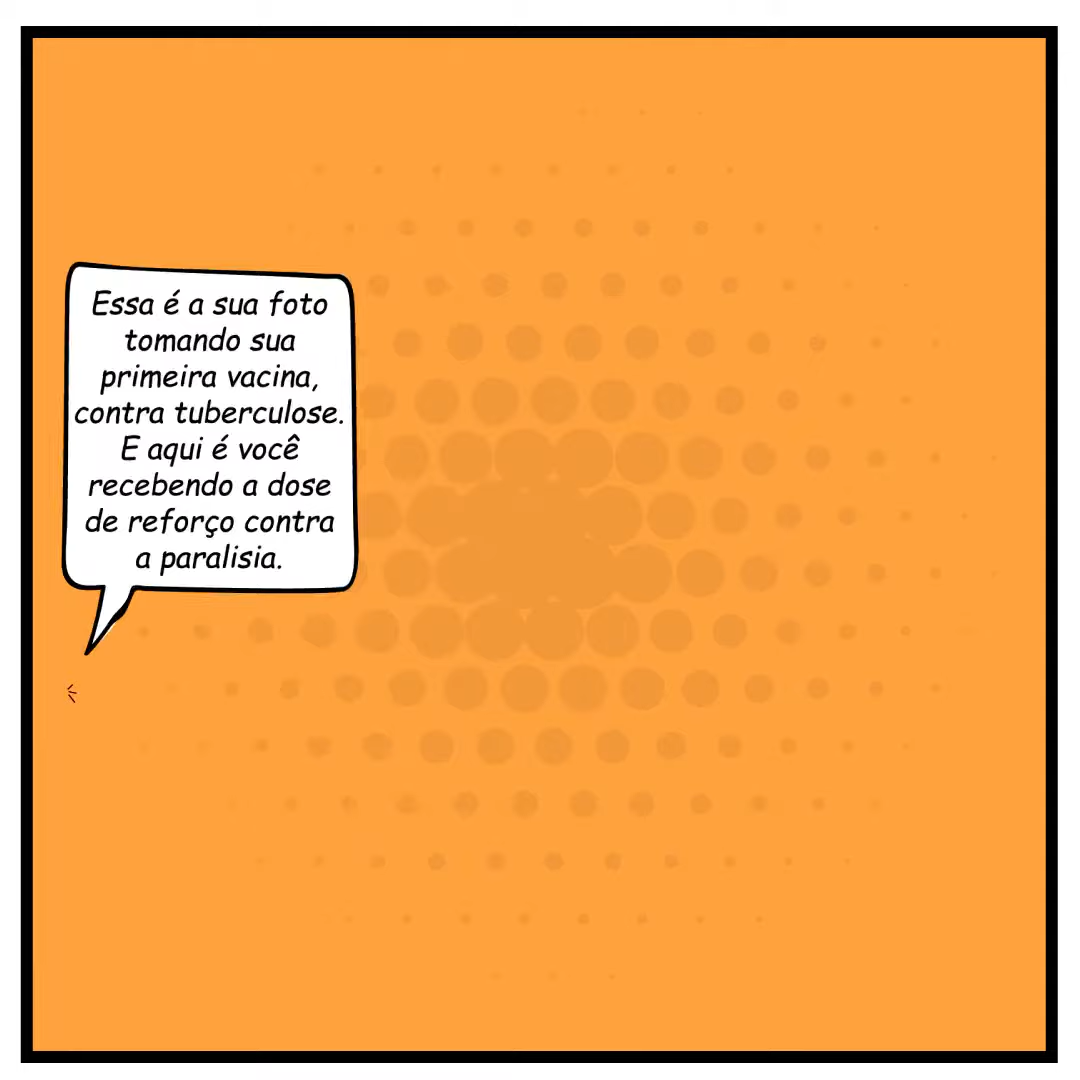 Essa é a sua foto
tomando sua
primeira vacina,
contra tuberculose.
E aqui é você
recebendo a dose
de reforço contra
a paralisia.